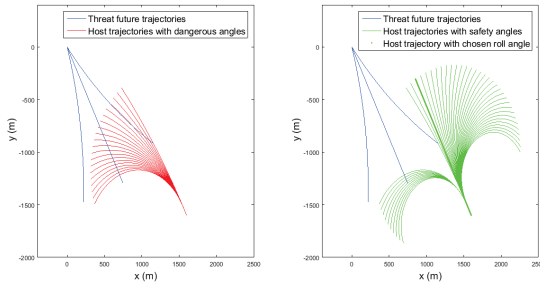 Threat future trajectories
Host trajectories with dangerous angles
0
-500
-1000
-1500
-2000
y (m)
0
500
1000
1500
2000
2500
x (m)
Threat future trajectories
Host trajectories with safety angles
Host trajectory with chosen roll angle
0
-500
-1000
-1500
-2000
y (m)
0
500
1000
1500
2000
2500
x (m)